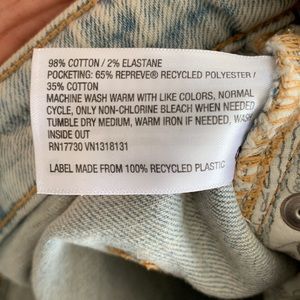 98% COTTON / 2% ELASTANE
POCKETING: 65% REPREVE® RECYCLED POLYESTER /
35% COTTON
MACHINE WASH WARM WITH LIKE COLORS, NORMAL
CYCLE, ONLY NON-CHLORINE BLEACH WHEN NEEDED
TUMBLE DRY MEDIUM, WARM IRON IF NEEDED, WASH
INSIDE OUT
RN17730 VN1318131
LABEL MADE FROM 100% RECYCLED PLASTIC